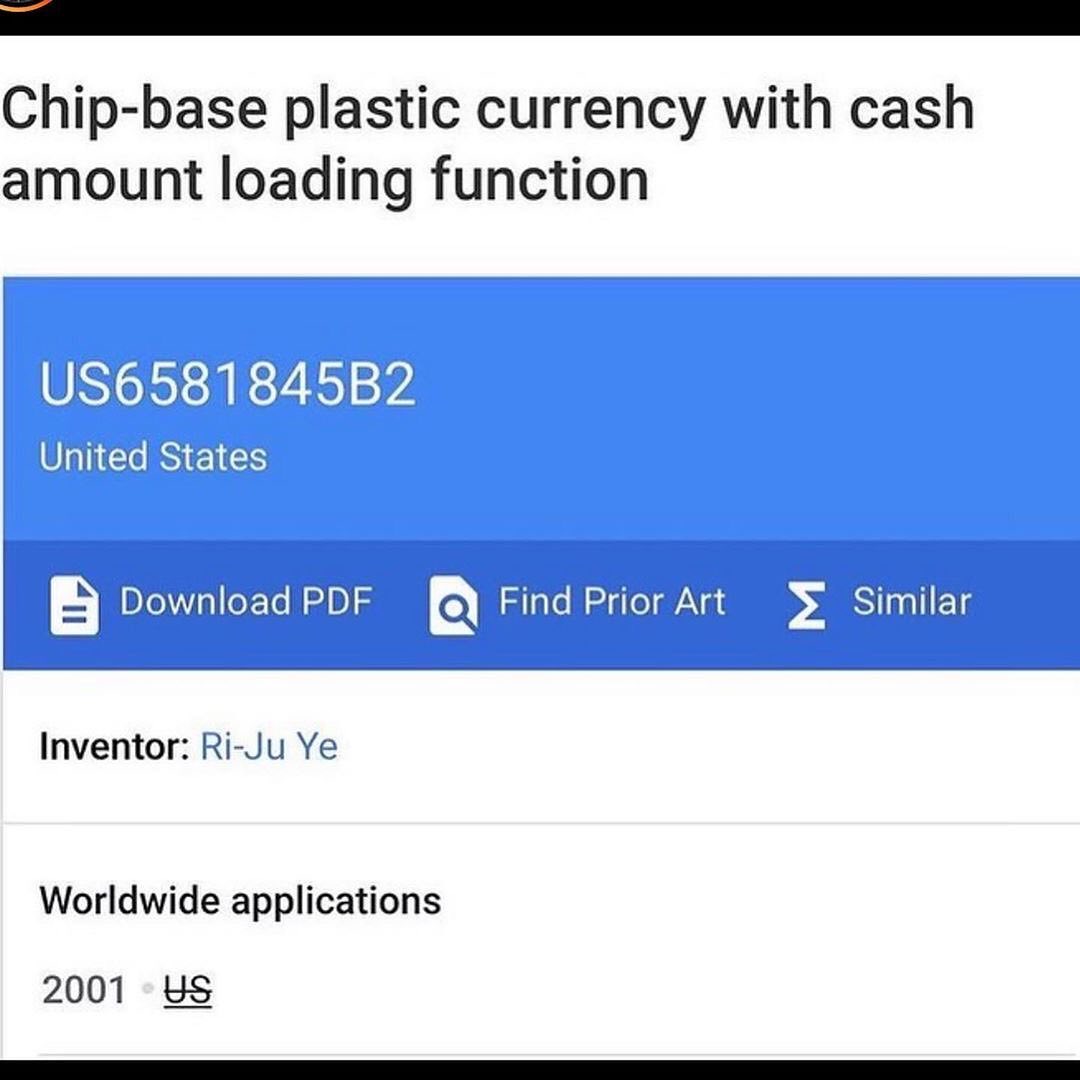 Chip-base plastic currency with cash
amount loading function
US6581845B2
United States
Download PDF Find Prior Art Similar
Inventor: Ri-Ju Ye
Worldwide applications
2001 • US